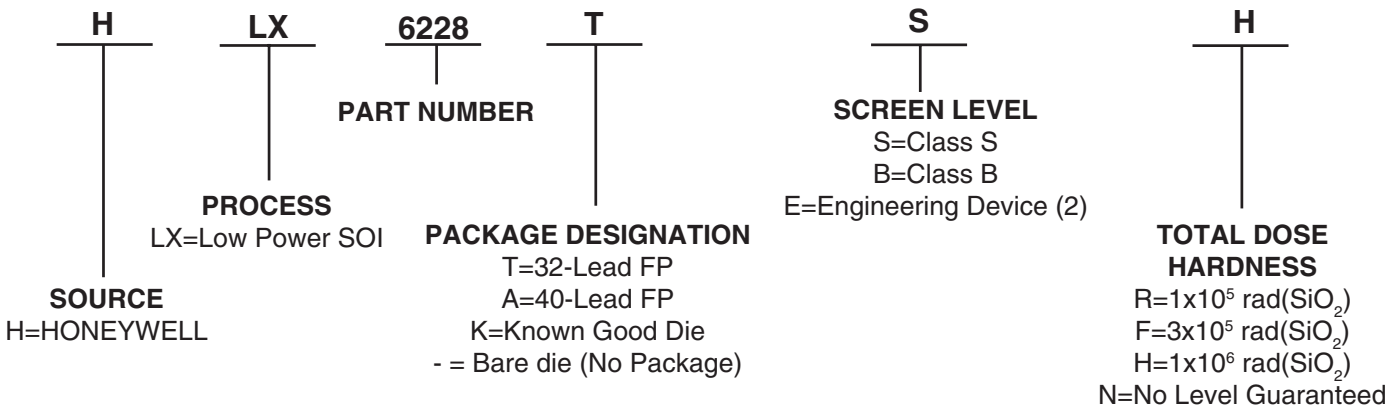 H LX 6228 T S H
PART NUMBER
SCREEN LEVEL
S=Class S
B=Class B
E=Engineering Device (2)
PROCESS
LX=Low Power SOI
PACKAGE DESIGNATION
T=32-Lead FP
A=40-Lead FP
K=Known Good Die
- = Bare die (No Package)
TOTAL DOSE
HARDNESS
R=1x10⁵ rad(SiO₂)
F=3x10⁵ rad(SiO₂)
H=1x10⁶ rad(SiO₂)
N=No Level Guaranteed
SOURCE
H=HONEYWELL